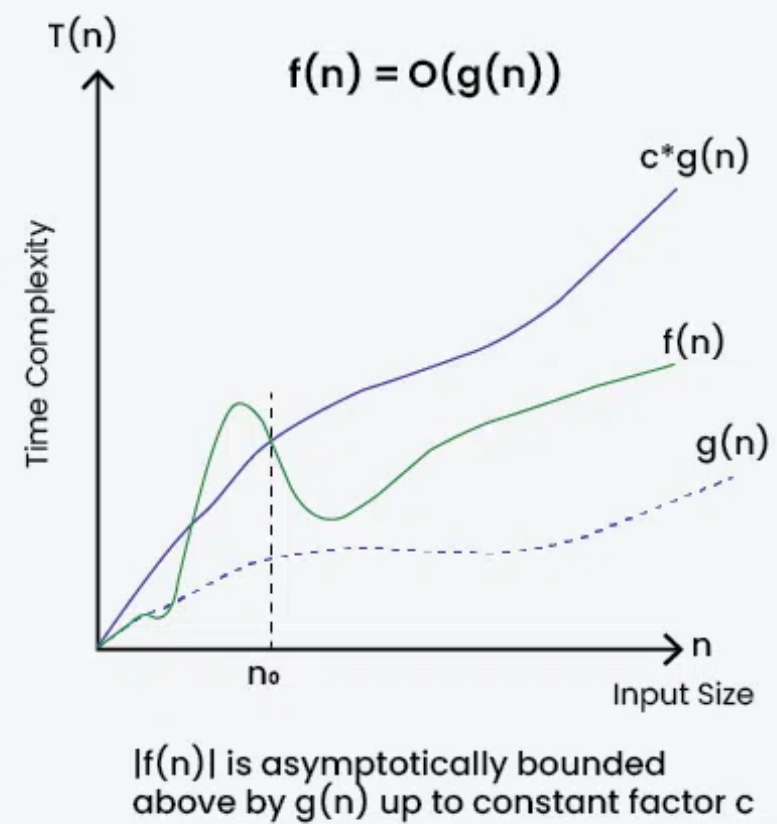 T(n)
f(n) = O(g(n))
c*g(n)
Time Complexity
f(n)
g(n)
n
n₀
Input Size
|f(n)| is asymptotically bounded
above by g(n) up to constant factor c